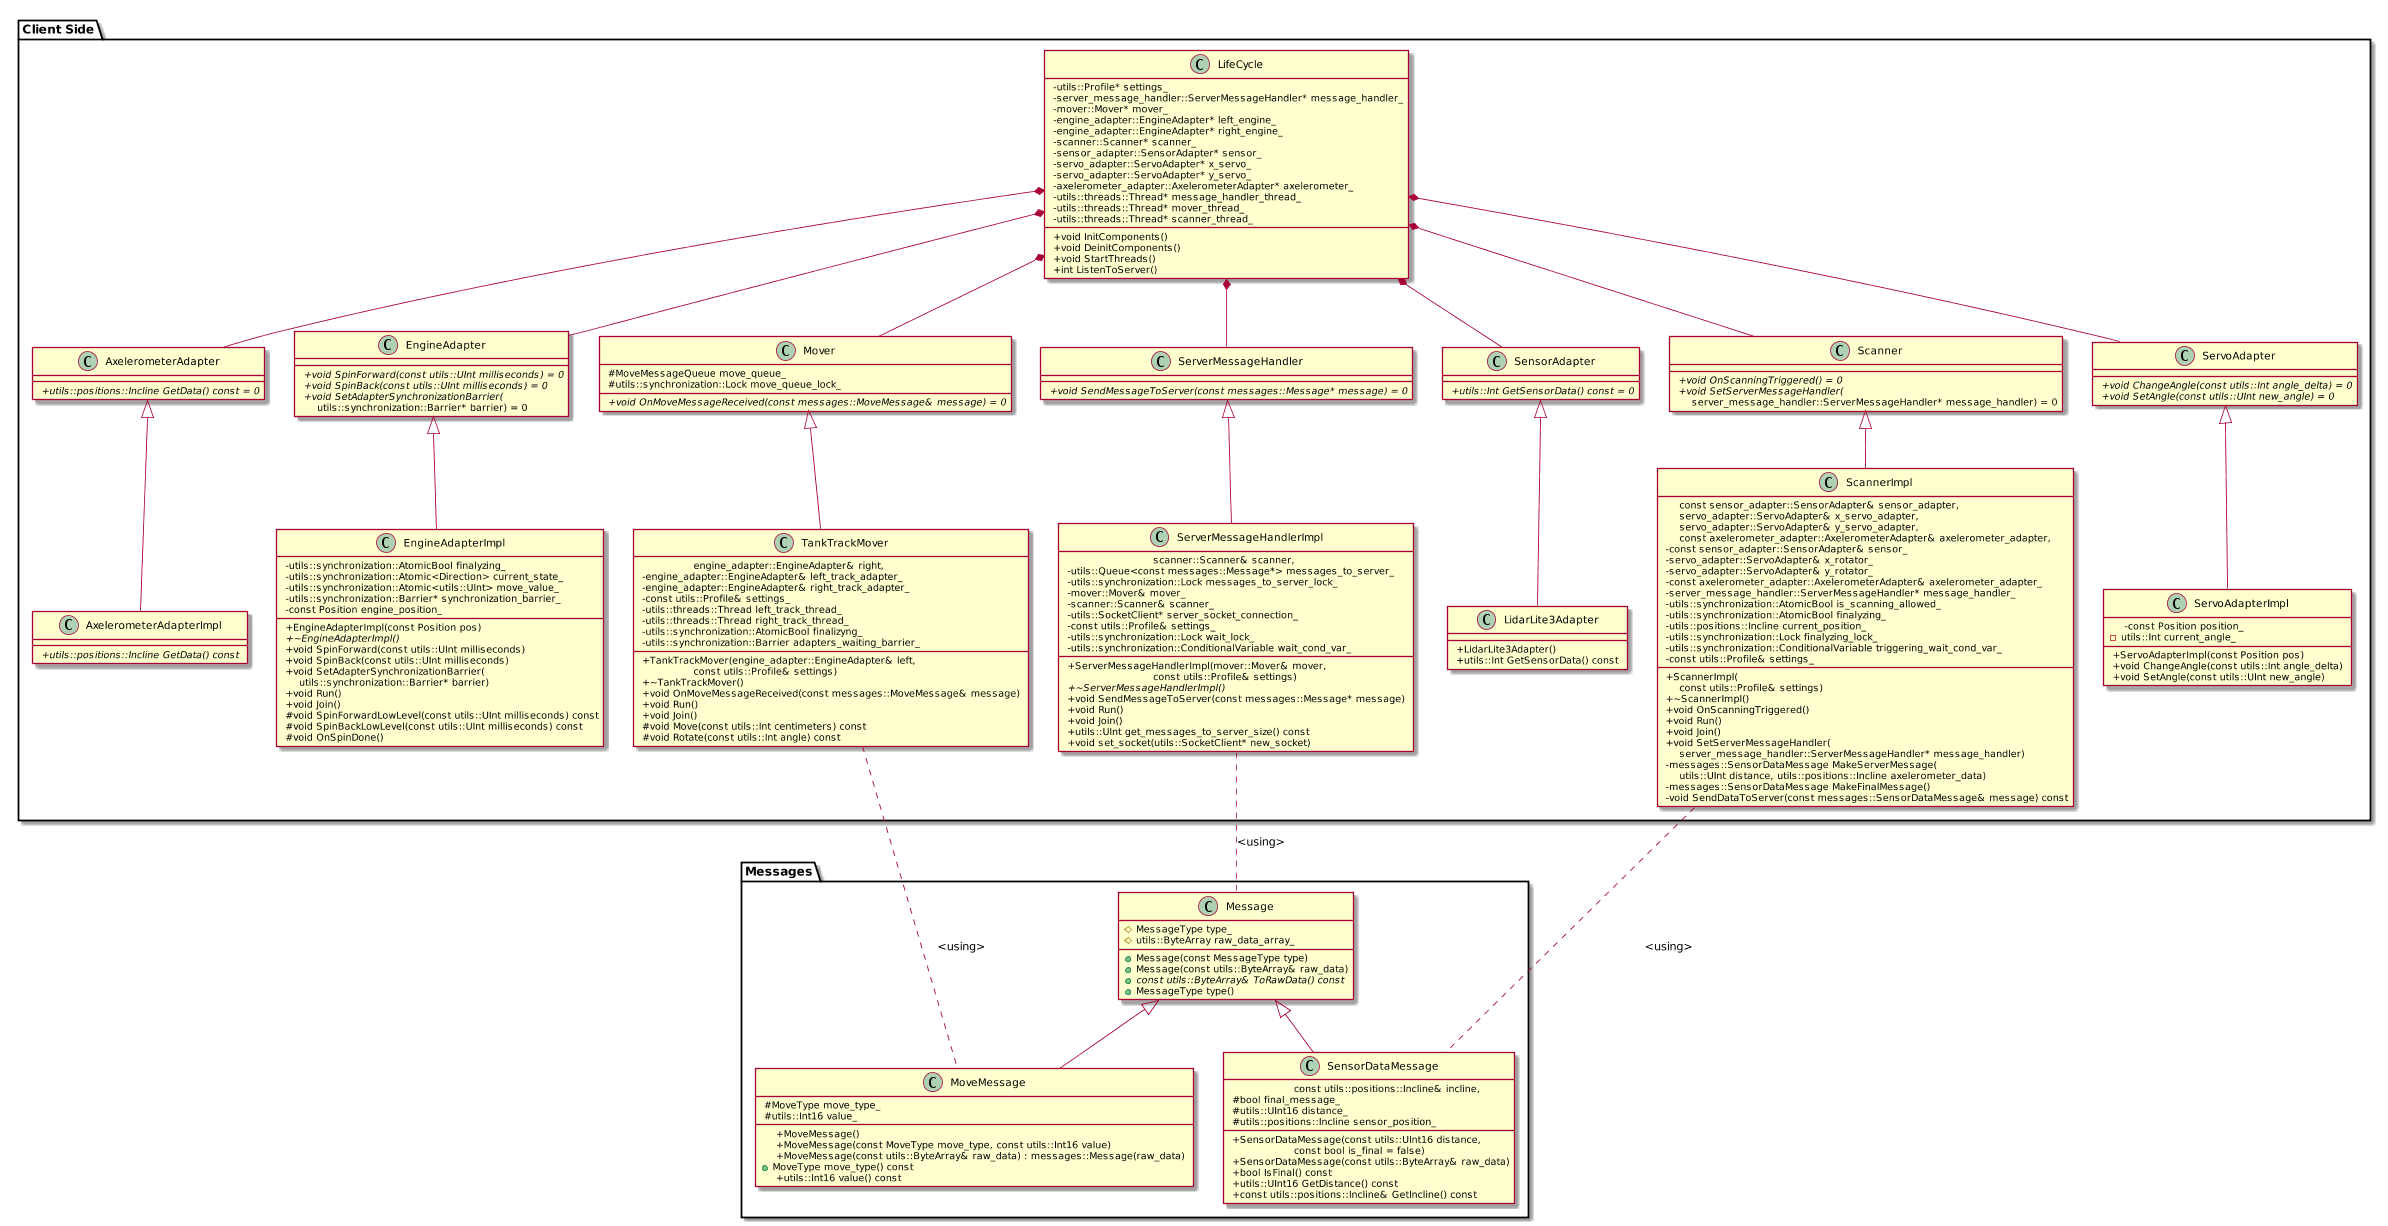 Client Side
C LifeCycle
-utils::Profile* settings_
-server_message_handler::ServerMessageHandler* message_handler_
-mover::Mover* mover_
-engine_adapter::EngineAdapter* left_engine_
-engine_adapter::EngineAdapter* right_engine_
-scanner::Scanner* scanner_
-sensor_adapter::SensorAdapter* sensor_
-servo_adapter::ServoAdapter* x_servo_
-servo_adapter::ServoAdapter* y_servo_
-axelerometer_adapter::AxelerometerAdapter* axelerometer_
-utils::threads::Thread* message_handler_thread_
-utils::threads::Thread* mover_thread_
-utils::threads::Thread* scanner_thread_
+void InitComponents()
+void DeinitComponents()
+void StartThreads()
+int ListenToServer()
C AxelerometerAdapter
+utils::positions::Incline GetData() const = 0
C EngineAdapter
+void SpinForward(const utils::UInt milliseconds) = 0
+void SpinBack(const utils::UInt milliseconds) = 0
+void SetAdapterSynchronizationBarrier(
utils::synchronization::Barrier* barrier) = 0
C Mover
#MoveMessageQueue move_queue_
#utils::synchronization::Lock move_queue_lock_
+void OnMoveMessageReceived(const messages::MoveMessage& message) = 0
C ServerMessageHandler
+void SendMessageToServer(const messages::Message* message) = 0
C SensorAdapter
+utils::Int GetSensorData() const = 0
C Scanner
+void OnScanningTriggered() = 0
+void SetServerMessageHandler(
server_message_handler::ServerMessageHandler* message_handler) = 0
C ServoAdapter
+void ChangeAngle(const utils::Int angle_delta) = 0
+void SetAngle(const utils::UInt new_angle) = 0
C AxelerometerAdapterImpl
+utils::positions::Incline GetData() const
C EngineAdapterImpl
-utils::synchronization::AtomicBool finalyzing_
-utils::synchronization::Atomic<Direction> current_state_
-utils::synchronization::Atomic<utils::UInt> move_value_
-utils::synchronization::Barrier* synchronization_barrier_
-const Position engine_position_
+EngineAdapterImpl(const Position pos)
+~EngineAdapterImpl()
+void SpinForward(const utils::UInt milliseconds)
+void SpinBack(const utils::UInt milliseconds)
+void SetAdapterSynchronizationBarrier(
utils::synchronization::Barrier* barrier)
+void Run()
+void Join()
#void SpinForwardLowLevel(const utils::UInt milliseconds) const
#void SpinBackLowLevel(const utils::UInt milliseconds) const
#void OnSpinDone()
C TankTrackMover
engine_adapter::EngineAdapter& right,
-engine_adapter::EngineAdapter& left_track_adapter_
-engine_adapter::EngineAdapter& right_track_adapter_
-const utils::Profile& settings_
-utils::threads::Thread left_track_thread_
-utils::threads::Thread right_track_thread_
-utils::synchronization::AtomicBool finalizyng_
-utils::synchronization::Barrier adapters_waiting_barrier_
+TankTrackMover(engine_adapter::EngineAdapter& left,
const utils::Profile& settings)
+~TankTrackMover()
+void OnMoveMessageReceived(const messages::MoveMessage& message)
+void Run()
+void Join()
#void Move(const utils::Int centimeters) const
#void Rotate(const utils::Int angle) const
C ServerMessageHandlerImpl
scanner::Scanner& scanner,
-utils::Queue<const messages::Message*> messages_to_server_
-utils::synchronization::Lock messages_to_server_lock_
-mover::Mover& mover_
-scanner::Scanner& scanner_
-utils::SocketClient* server_socket_connection_
-const utils::Profile& settings_
-utils::synchronization::Lock wait_lock_
-utils::synchronization::ConditionalVariable wait_cond_var_
+ServerMessageHandlerImpl(mover::Mover& mover,
const utils::Profile& settings)
+~ServerMessageHandlerImpl()
+void SendMessageToServer(const messages::Message* message)
+void Run()
+void Join()
+utils::UInt get_messages_to_server_size() const
+void set_socket(utils::SocketClient* new_socket)
C LidarLite3Adapter
+LidarLite3Adapter()
+utils::Int GetSensorData() const
C ScannerImpl
const sensor_adapter::SensorAdapter& sensor_adapter,
servo_adapter::ServoAdapter& x_servo_adapter,
servo_adapter::ServoAdapter& y_servo_adapter,
const axelerometer_adapter::AxelerometerAdapter& axelerometer_adapter,
-const sensor_adapter::SensorAdapter& sensor_
-servo_adapter::ServoAdapter& x_rotator_
-servo_adapter::ServoAdapter& y_rotator_
-const axelerometer_adapter::AxelerometerAdapter& axelerometer_adapter_
-server_message_handler::ServerMessageHandler* message_handler_
-utils::synchronization::AtomicBool is_scanning_allowed_
-utils::synchronization::AtomicBool finalyzing_
-utils::positions::Incline current_position_
-utils::synchronization::Lock finalyzing_lock_
-utils::synchronization::ConditionalVariable triggering_wait_cond_var_
-const utils::Profile& settings_
+ScannerImpl(
const utils::Profile& settings)
+~ScannerImpl()
+void OnScanningTriggered()
+void Run()
+void Join()
+void SetServerMessageHandler(
server_message_handler::ServerMessageHandler* message_handler)
-messages::SensorDataMessage MakeServerMessage(
utils::UInt distance, utils::positions::Incline axelerometer_data)
-messages::SensorDataMessage MakeFinalMessage()
-void SendDataToServer(const messages::SensorDataMessage& message) const
C ServoAdapterImpl
-const Position position_
utils::Int current_angle_
+ServoAdapterImpl(const Position pos)
+void ChangeAngle(const utils::Int angle_delta)
+void SetAngle(const utils::UInt new_angle)
<using>
<using>
<using>
Messages
C Message
MessageType type_
utils::ByteArray raw_data_array_
Message(const MessageType type)
Message(const utils::ByteArray& raw_data)
const utils::ByteArray& ToRawData() const
MessageType type()
C MoveMessage
#MoveType move_type_
#utils::Int16 value_
+MoveMessage()
+MoveMessage(const MoveType move_type, const utils::Int16 value)
+MoveMessage(const utils::ByteArray& raw_data) : messages::Message(raw_data)
MoveType move_type() const
+utils::Int16 value() const
C SensorDataMessage
const utils::positions::Incline& incline,
#bool final_message_
#utils::UInt16 distance_
#utils::positions::Incline sensor_position_
+SensorDataMessage(const utils::UInt16 distance,
const bool is_final = false)
+SensorDataMessage(const utils::ByteArray& raw_data)
+bool IsFinal() const
+utils::UInt16 GetDistance() const
+const utils::positions::Incline& GetIncline() const